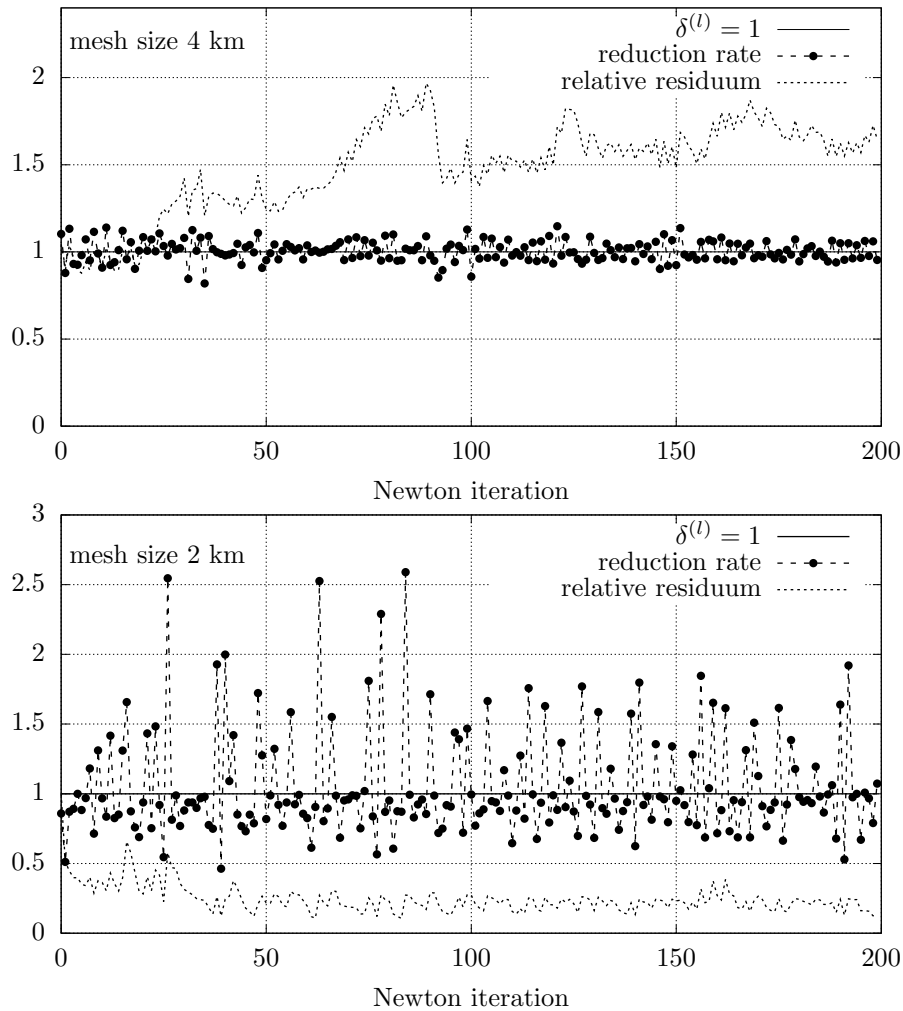 mesh size 4 km
δ^(l) = 1
reduction rate
relative residuum
2
1.5
1
0.5
0
0 50 100 150 200
Newton iteration
3
mesh size 2 km
δ^(l) = 1
reduction rate
relative residuum
2.5
2
1.5
1
0.5
0
0 50 100 150 200
Newton iteration